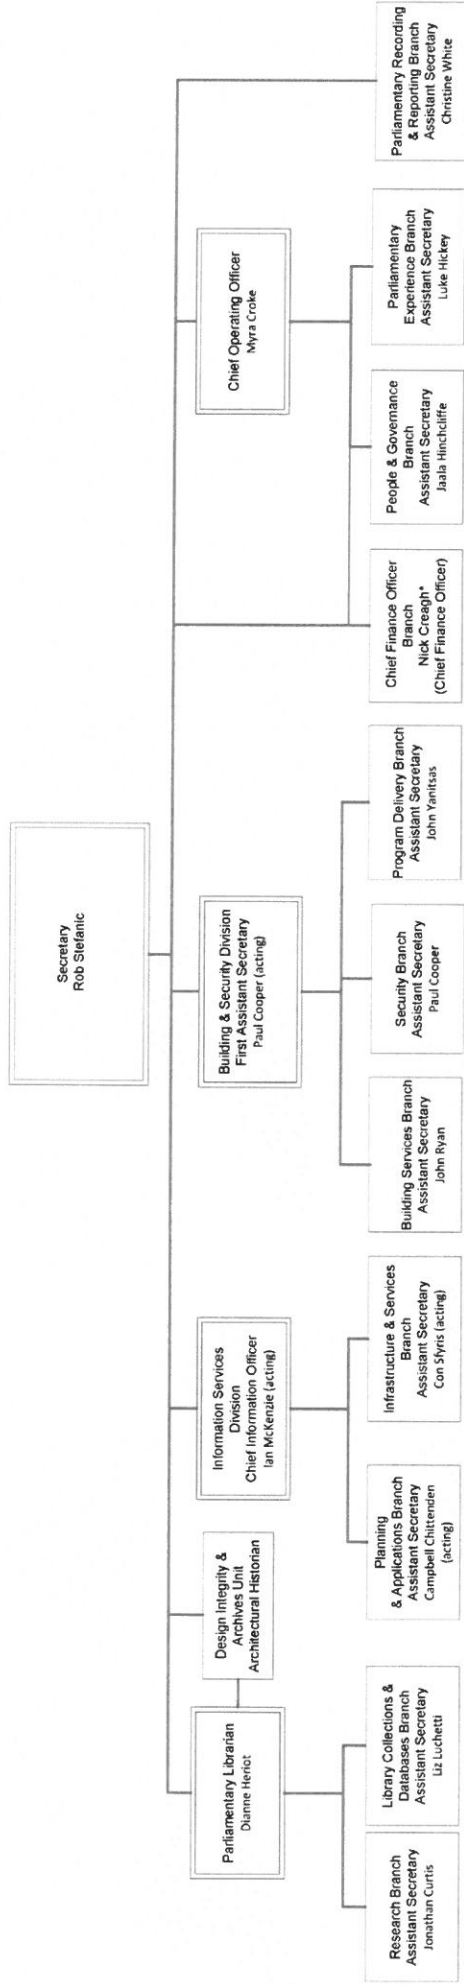 Secretary
Rob Stefanic
Parliamentary Librarian
Dianne Heriot
Design Integrity &
Archives Unit
Architectural Historian
Information Services
Division
Chief Information Officer
Ian McKenzie (acting)
Building & Security Division
First Assistant Secretary
Paul Cooper (acting)
Chief Operating Officer
Myra Croke
Research Branch
Assistant Secretary
Jonathan Curtis
Library Collections &
Databases Branch
Assistant Secretary
Liz Luchetti
Planning
& Applications Branch
Assistant Secretary
Campbell Chittenden
(acting)
Infrastructure & Services
Branch
Assistant Secretary
Con Sfyris (acting)
Building Services Branch
Assistant Secretary
John Ryan
Security Branch
Assistant Secretary
Paul Cooper
Program Delivery Branch
Assistant Secretary
John Yanitsas
Chief Finance Officer
Branch
Nick Creagh*
(Chief Finance Officer)
People & Governance
Branch
Assistant Secretary
Jaala Hinchcliffe
Parliamentary
Experience Branch
Assistant Secretary
Luke Hickey
Parliamentary Recording
& Reporting Branch
Assistant Secretary
Christine White